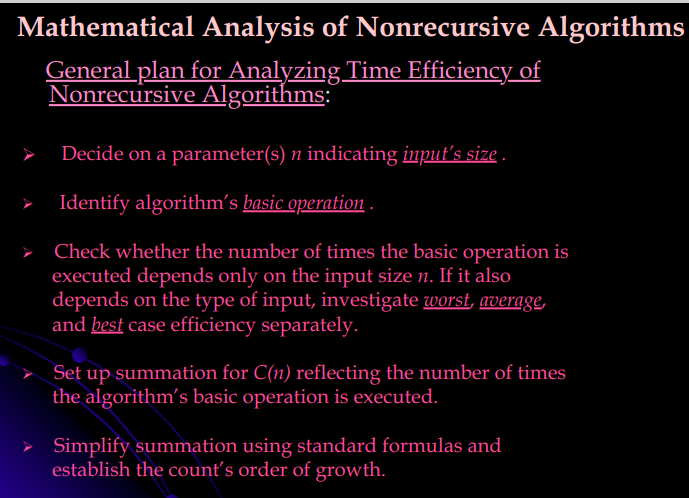 Mathematical Analysis of Nonrecursive Algorithms
General plan for Analyzing Time Efficiency of
Nonrecursive Algorithms:
➢ Decide on a parameter(s) n indicating input's size .
➢ Identify algorithm's basic operation .
➢ Check whether the number of times the basic operation is
executed depends only on the input size n. If it also
depends on the type of input, investigate worst, average,
and best case efficiency separately.
➢ Set up summation for C(n) reflecting the number of times
the algorithm's basic operation is executed.
➢ Simplify summation using standard formulas and
establish the count's order of growth.